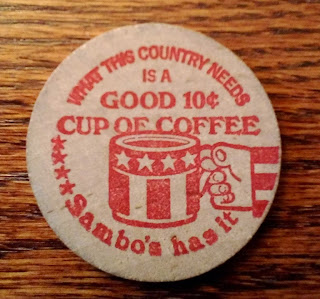 WHAT THIS COUNTRY NEEDS
IS A
GOOD 10¢
CUP OF COFFEE
Sambo's has it